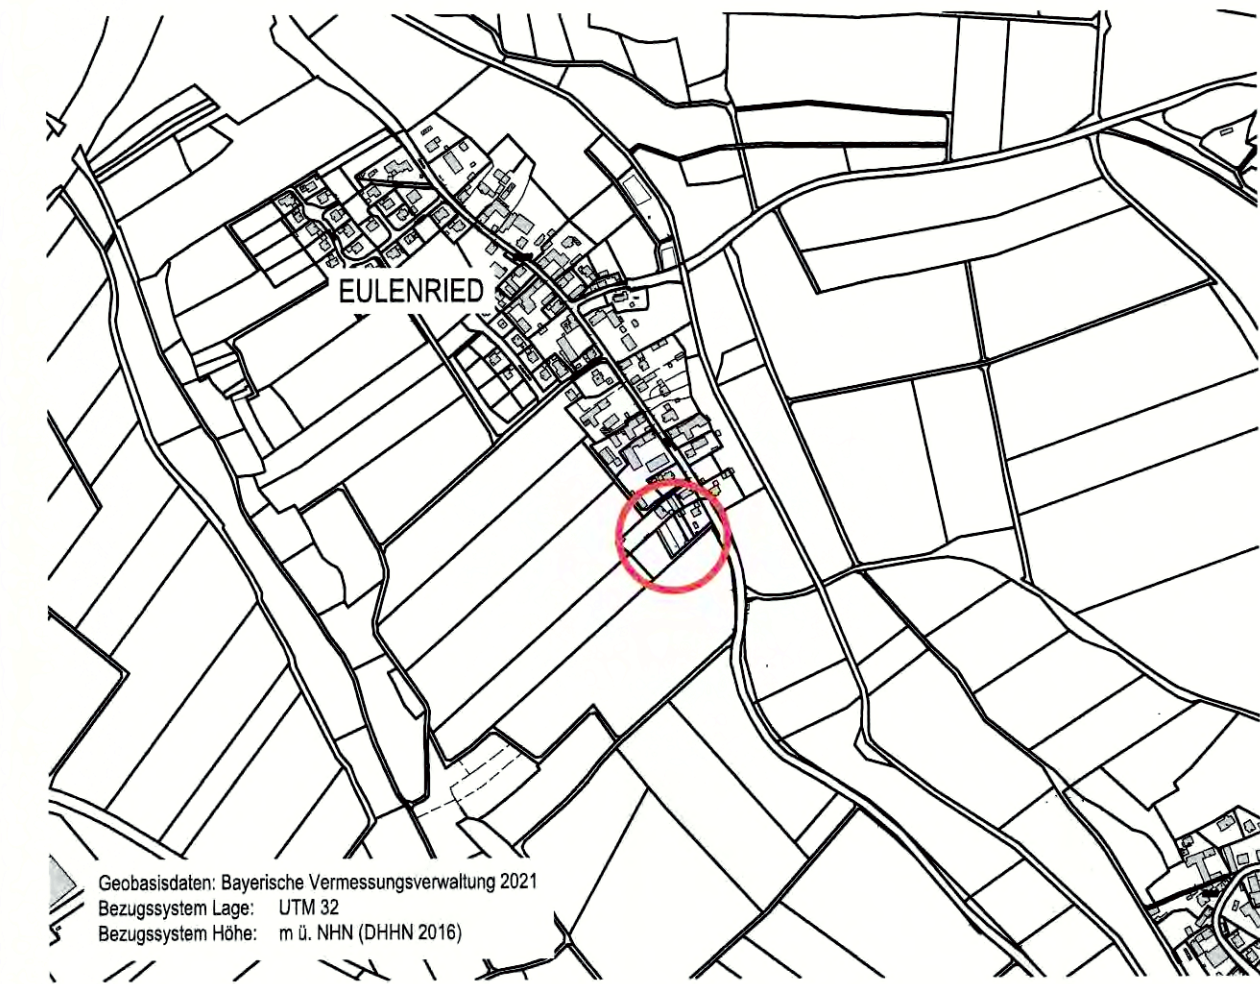 EULENRIED
Geobasisdaten: Bayerische Vermessungsverwaltung 2021
Bezugssystem Lage: UTM 32
Bezugssystem Höhe: m ü. NHN (DHHN 2016)